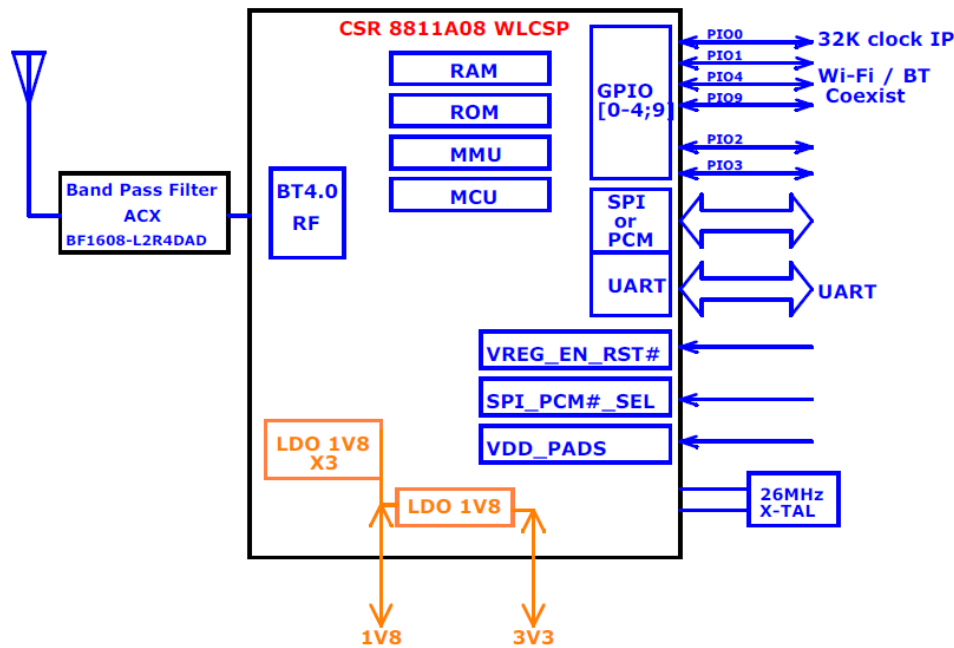 CSR 8811A08 WLCSP
RAM
ROM
MMU
MCU
BT4.0
RF
Band Pass Filter
ACX
BF1608-L2R4DAD
GPIO
[0-4;9]
PIO0
32K clock IP
PIO1
PIO4
PIO9
Wi-Fi / BT
Coexist
PIO2
PIO3
SPI
or
PCM
UART
UART
VREG_EN_RST#
SPI_PCM#_SEL
VDD_PADS
26MHz
X-TAL
LDO 1V8
X3
LDO 1V8
1V8
3V3